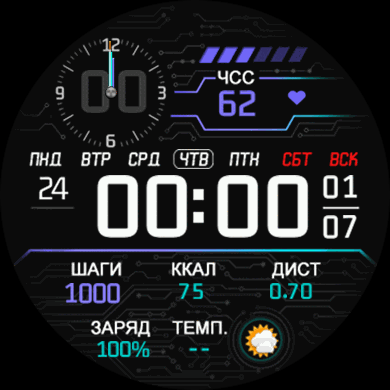 12
9 00 3
6
ЧСС
62
ПНД ВТР СРД ЧТВ ПТН СБТ ВСК
24 00:00 01
07
ШАГИ ККАЛ ДИСТ
1000 75 0.70
ЗАРЯД ТЕМП.
100% --